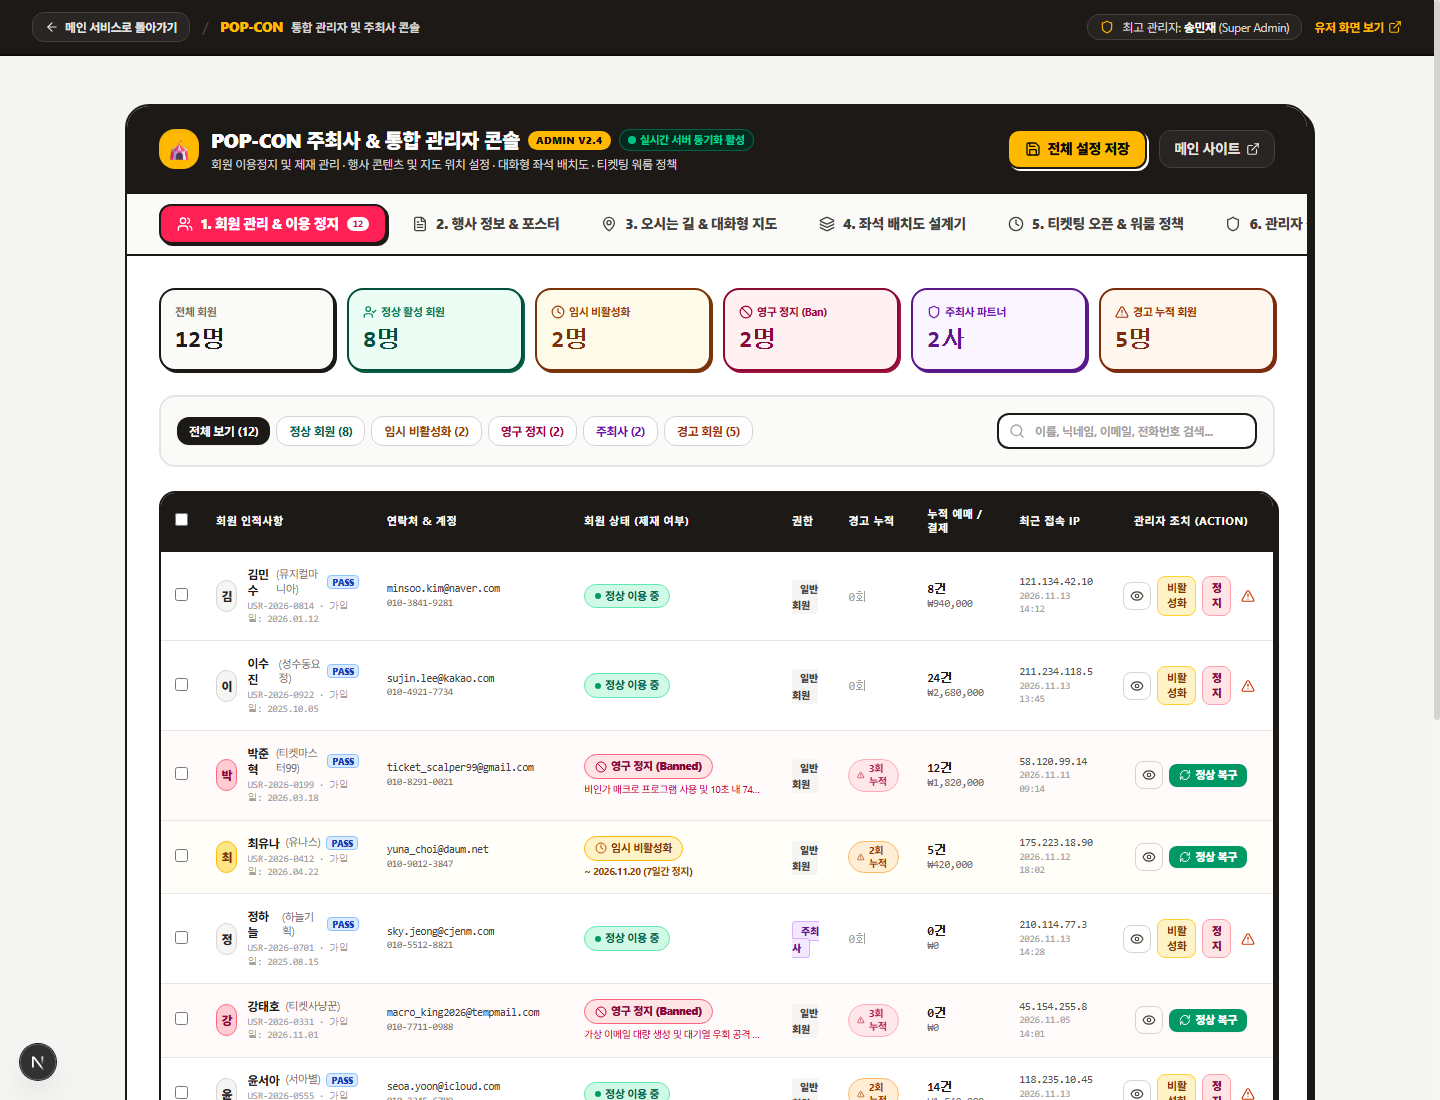 메인 서비스로 돌아가기 / POP-CON 통합 관리자 및 주최사 콘솔
최고 관리자: 송민재 (Super Admin) 유저 화면 보기
POP-CON 주최사 & 통합 관리자 콘솔 ADMIN V2.4 실시간 서버 동기화 활성
회원 이용정지 및 제재 관리 · 행사 콘텐츠 및 지도 위치 설정 · 대화형 좌석 배치도 · 티켓팅 워룸 정책
전체 설정 저장 메인 사이트
1. 회원 관리 & 이용 정지 12 2. 행사 정보 & 포스터 3. 오시는 길 & 대화형 지도 4. 좌석 배치도 설계기 5. 티켓팅 오픈 & 워룸 정책 6. 관리자
전체 회원
12명
정상 활성 회원
8명
임시 비활성화
2명
영구 정지 (Ban)
2명
주최사 파트너
2사
경고 누적 회원
5명
전체 보기 (12) 정상 회원 (8) 임시 비활성화 (2) 영구 정지 (2) 주최사 (2) 경고 회원 (5)
이름, 닉네임, 이메일, 전화번호 검색...
회원 인적사항 연락처 & 계정 회원 상태 (제재 여부) 권한 경고 누적 누적 예매 /
결제 최근 접속 IP 관리자 조치 (ACTION)
김
김민
수
(뮤지컬마
니아)
PASS
USR-2026-0814 · 가입
일: 2026.01.12
minsoo.kim@naver.com
010-3841-9281
정상 이용 중
일반
회원
0회
8건
₩940,000
121.134.42.10
2026.11.13
14:12
비활
성화
정
지
이
이수
진
(성수동요
정)
PASS
USR-2026-0922 · 가입
일: 2025.10.05
sujin.lee@kakao.com
010-4921-7734
정상 이용 중
일반
회원
0회
24건
₩2,680,000
211.234.118.5
2026.11.13
13:45
비활
성화
정
지
박
박준
혁
(티켓마스
터99)
PASS
USR-2026-0199 · 가입
일: 2026.03.18
ticket_scalper99@gmail.com
010-8291-0021
영구 정지 (Banned)
비인가 매크로 프로그램 사용 및 10초 내 74...
일반
회원
3회
누적
12건
₩1,820,000
58.120.99.14
2026.11.11
09:14
정상 복구
최
최유나 (유나스) PASS
USR-2026-0412 · 가입
일: 2026.04.22
yuna_choi@daum.net
010-9012-3847
임시 비활성화
~ 2026.11.20 (7일간 정지)
일반
회원
2회
누적
5건
₩420,000
175.223.18.90
2026.11.12
18:02
정상 복구
정
정하
늘
(하늘기
획)
PASS
USR-2026-0701 · 가입
일: 2025.08.15
sky.jeong@cjenm.com
010-5512-8821
정상 이용 중
주최
사
0회
0건
₩0
210.114.77.3
2026.11.13
14:28
비활
성화
정
지
강
강태호 (티켓사냥꾼)
USR-2026-0331 · 가입
일: 2026.11.01
macro_king2026@tempmail.com
010-7711-0988
영구 정지 (Banned)
가상 이메일 대량 생성 및 대기열 우회 공격 ...
일반
회원
3회
누적
0건
₩0
45.154.255.8
2026.11.05
14:01
정상 복구
윤
윤서아 (서아별) PASS
USR-2026-0555 · 가입
seoa.yoon@icloud.com
정상 이용 중
일반
2회
누적
14건
118.235.10.45
2026.11.13
비활
성화
정
지
N